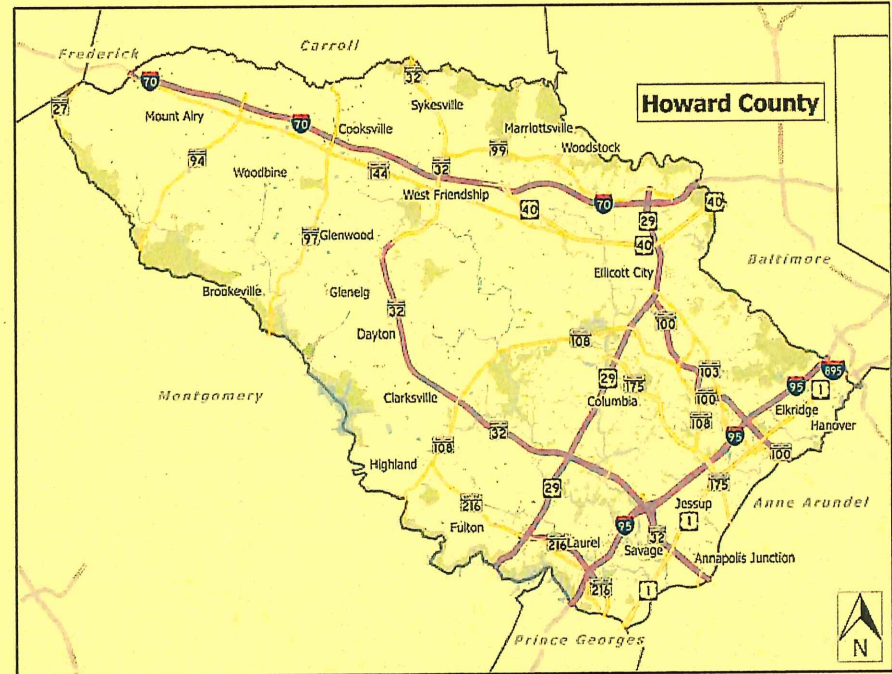 Frederick
Carroll
Howard County
70
32
27
Mount Airy
Sykesville
70
Cooksville
Marriottsville
94
99
Woodstock
Woodbine
144
32
West Friendship
70
40
40
29
97
Glenwood
40
Ellicott City
Baltimore
Brookeville
Glenelg
32
Dayton
100
108
103
895
29
175
95
1
Montgomery
Clarksville
Columbia
100
Elkridge
108
Hanover
32
95
108
100
Highland
175
29
216
Jessup
Anne Arundel
Fulton
95
1
216
Laurel
Savage
32
Annapolis Junction
216
1
Prince Georges
N